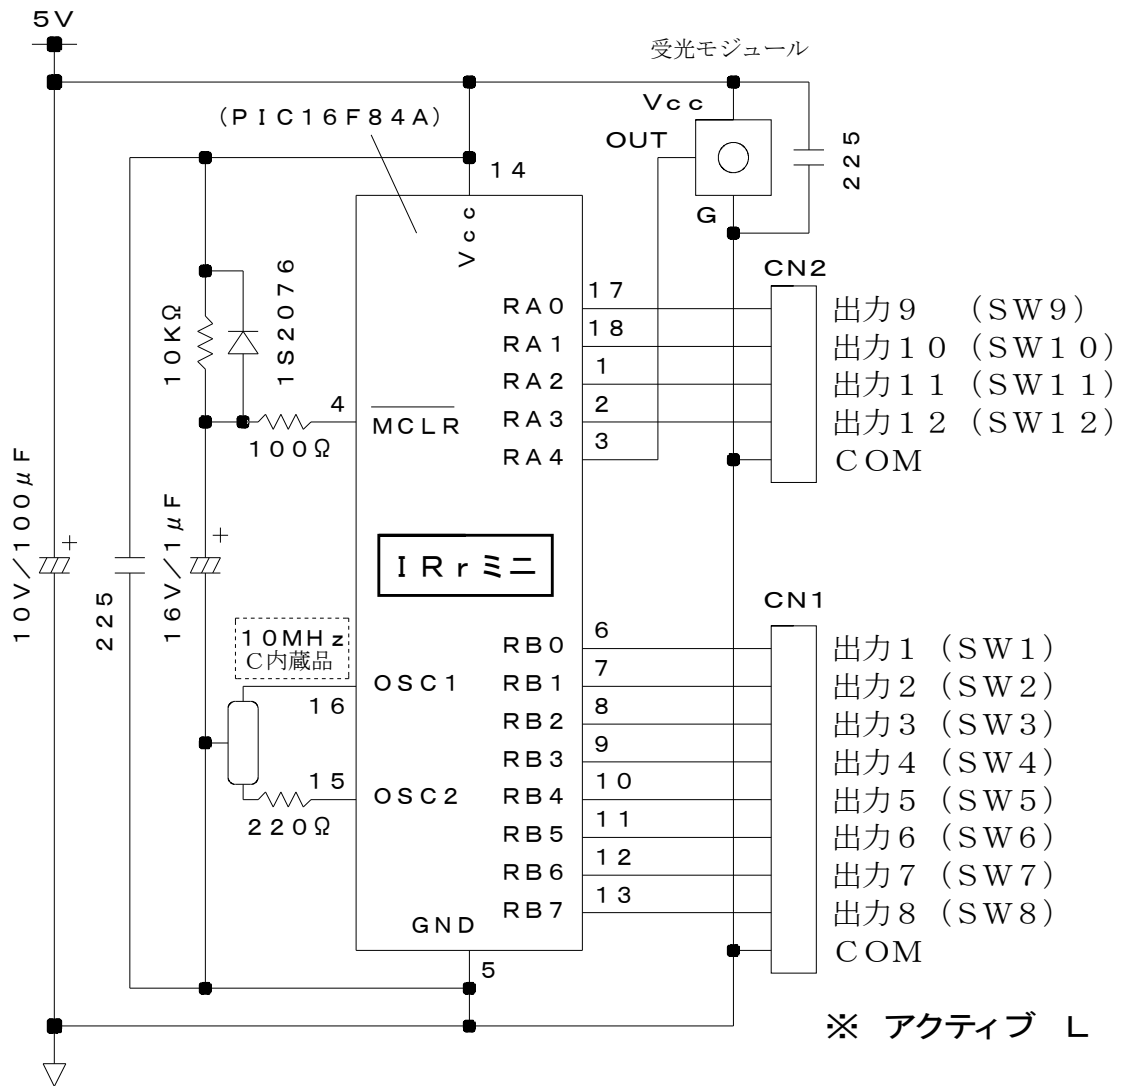 5V
受光モジュール
Vcc
(PIC16F84A)
OUT
225
14
G
Vcc
CN2
10KΩ
1S2076
RA0 17 出力9 (SW9)
RA1 18 出力10 (SW10)
RA2 1 出力11 (SW11)
4 MCLR RA3 2 出力12 (SW12)
100Ω RA4 3 COM
10V/100μF
+
225
16V/1μF
+
IRrミニ
CN1
10MHz
C内蔵品
RB0 6 出力1 (SW1)
16 OSC1 RB1 7 出力2 (SW2)
RB2 8 出力3 (SW3)
RB3 9 出力4 (SW4)
15 OSC2 RB4 10 出力5 (SW5)
220Ω RB5 11 出力6 (SW6)
RB6 12 出力7 (SW7)
RB7 13 出力8 (SW8)
GND COM
5
※ アクティブ L